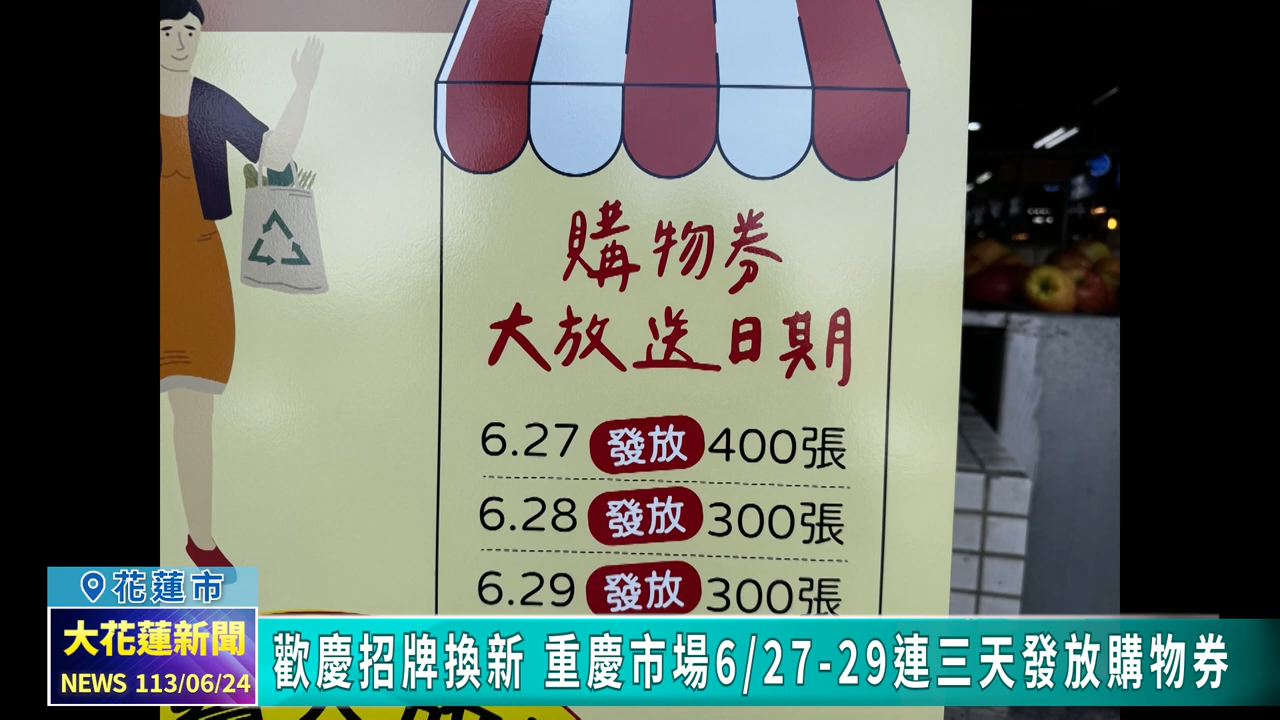 購物券
大放送日期
6.27 發放 400張
6.28 發放 300張
6.29 發放 300張
花蓮市
大花蓮新聞
NEWS 113/06/24
歡慶招牌換新 重慶市場6/27-29連三天發放購物券